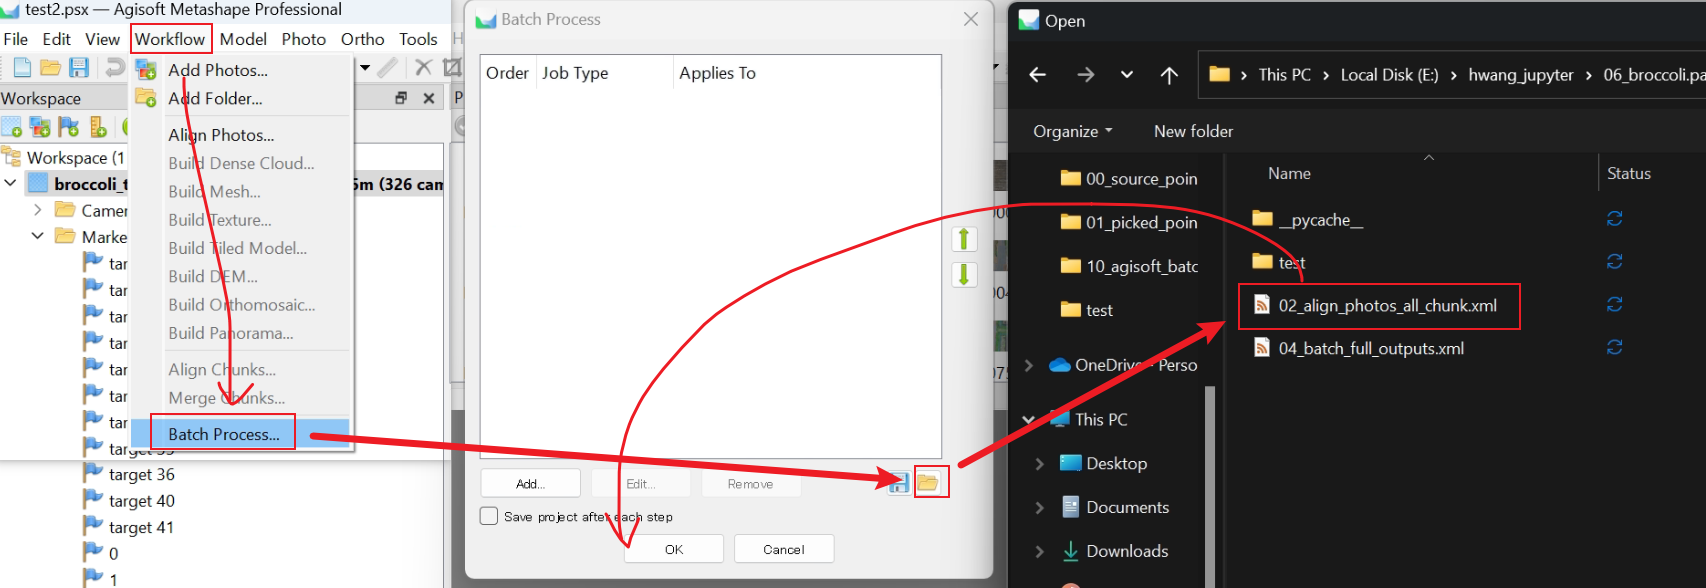 test2.psx — Agisoft Metashape Professional
File Edit View Workflow Model Photo Ortho Tools H
Workspace
Workspace (1
broccoli_t 5m (326 cam
Camer
Marke
tar
tar
tar
tar
tar
tar
tar
target 36
target 40
target 41
0
1
Add Photos...
Add Folder...
Align Photos...
Build Dense Cloud...
Build Mesh...
Build Texture...
Build Tiled Model...
Build DEM...
Build Orthomosaic...
Build Panorama...
Align Chunks...
Merge Chunks...
Batch Process...
P
Batch Process
Order Job Type Applies To
Add... Edit... Remove
Save project after each step
OK Cancel
Open
This PC › Local Disk (E:) › hwang_jupyter › 06_broccoli.pa
Organize New folder
00_source_poin
01_picked_poin
10_agisoft_batc
test
OneDrive - Perso
This PC
Desktop
Documents
Downloads
Name Status
__pycache__
test
02_align_photos_all_chunk.xml
04_batch_full_outputs.xml